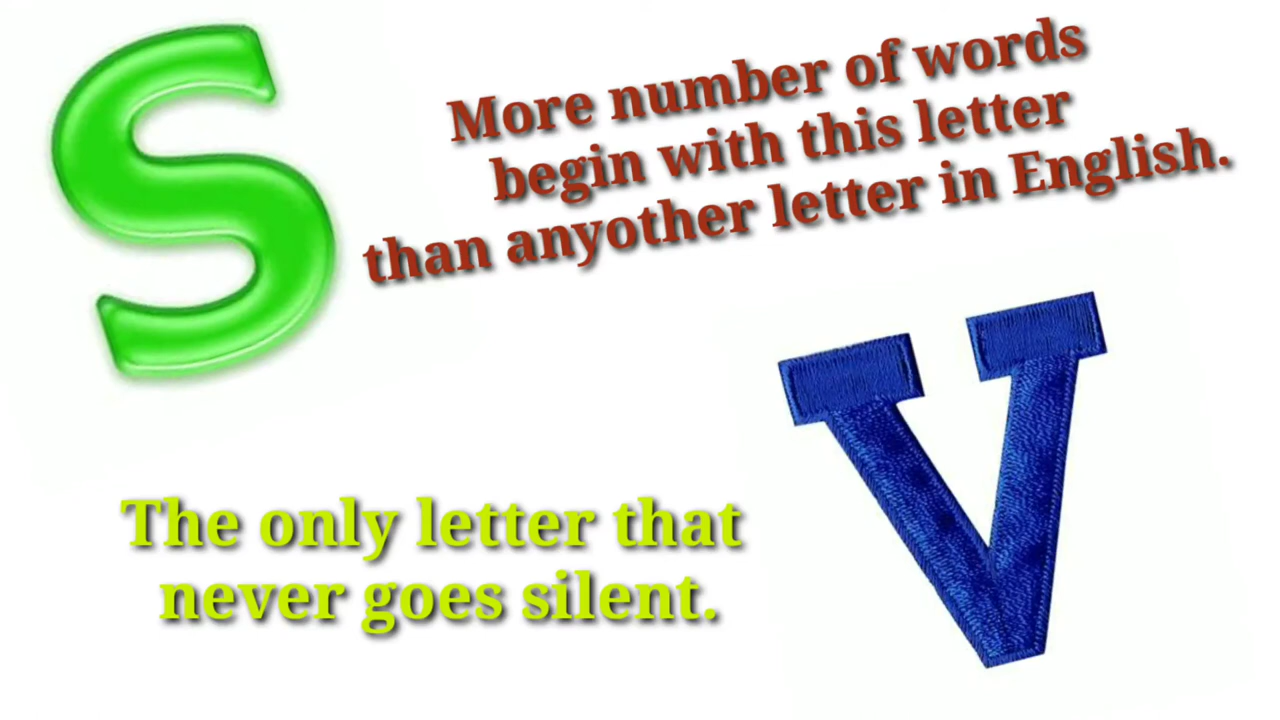 S
More number of words
begin with this letter
than anyother letter in English.
V
The only letter that
never goes silent.